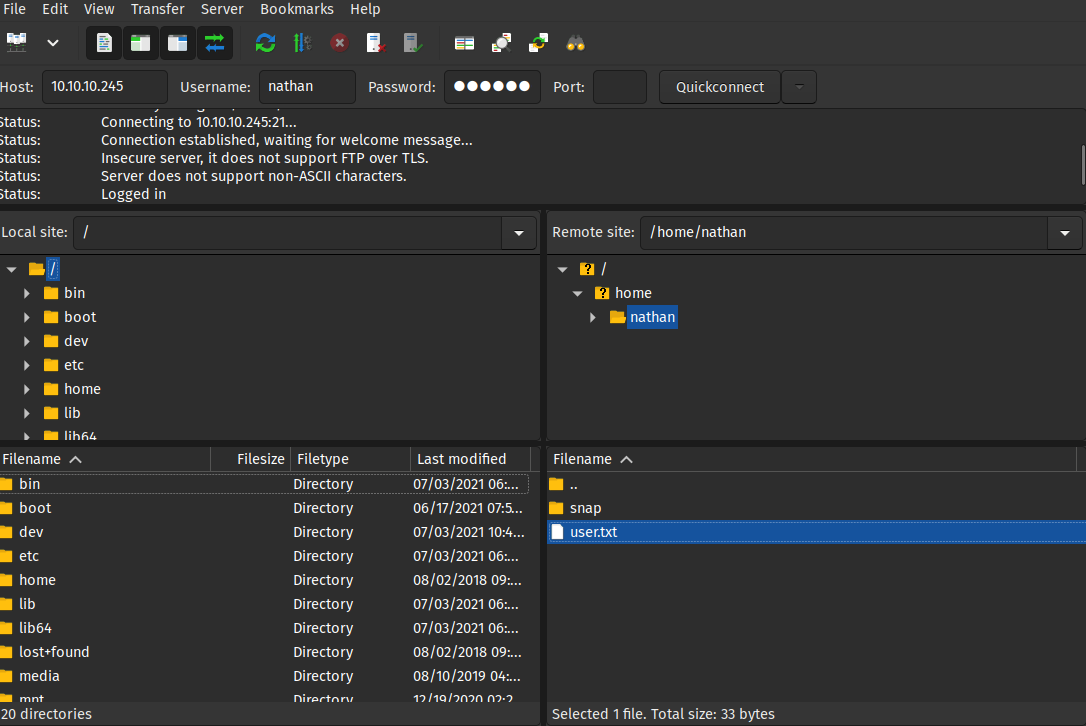 File Edit View Transfer Server Bookmarks Help
Host: 10.10.10.245 Username: nathan Password: ●●●●●● Port: Quickconnect
Status: Connecting to 10.10.10.245:21...
Status: Connection established, waiting for welcome message...
Status: Insecure server, it does not support FTP over TLS.
Status: Server does not support non-ASCII characters.
Status: Logged in
Local site: /
/
bin
boot
dev
etc
home
lib
lib64
Remote site: /home/nathan
/
home
nathan
Filename Filesize Filetype Last modified
bin Directory 07/03/2021 06:...
boot Directory 06/17/2021 07:5...
dev Directory 07/03/2021 10:4...
etc Directory 07/03/2021 06:...
home Directory 08/02/2018 09:...
lib Directory 07/03/2021 06:...
lib64 Directory 07/03/2021 06:...
lost+found Directory 08/02/2018 09:...
media Directory 08/10/2019 04:...
mnt Directory 12/19/2020 02:2...
20 directories
Filename
..
snap
user.txt
Selected 1 file. Total size: 33 bytes